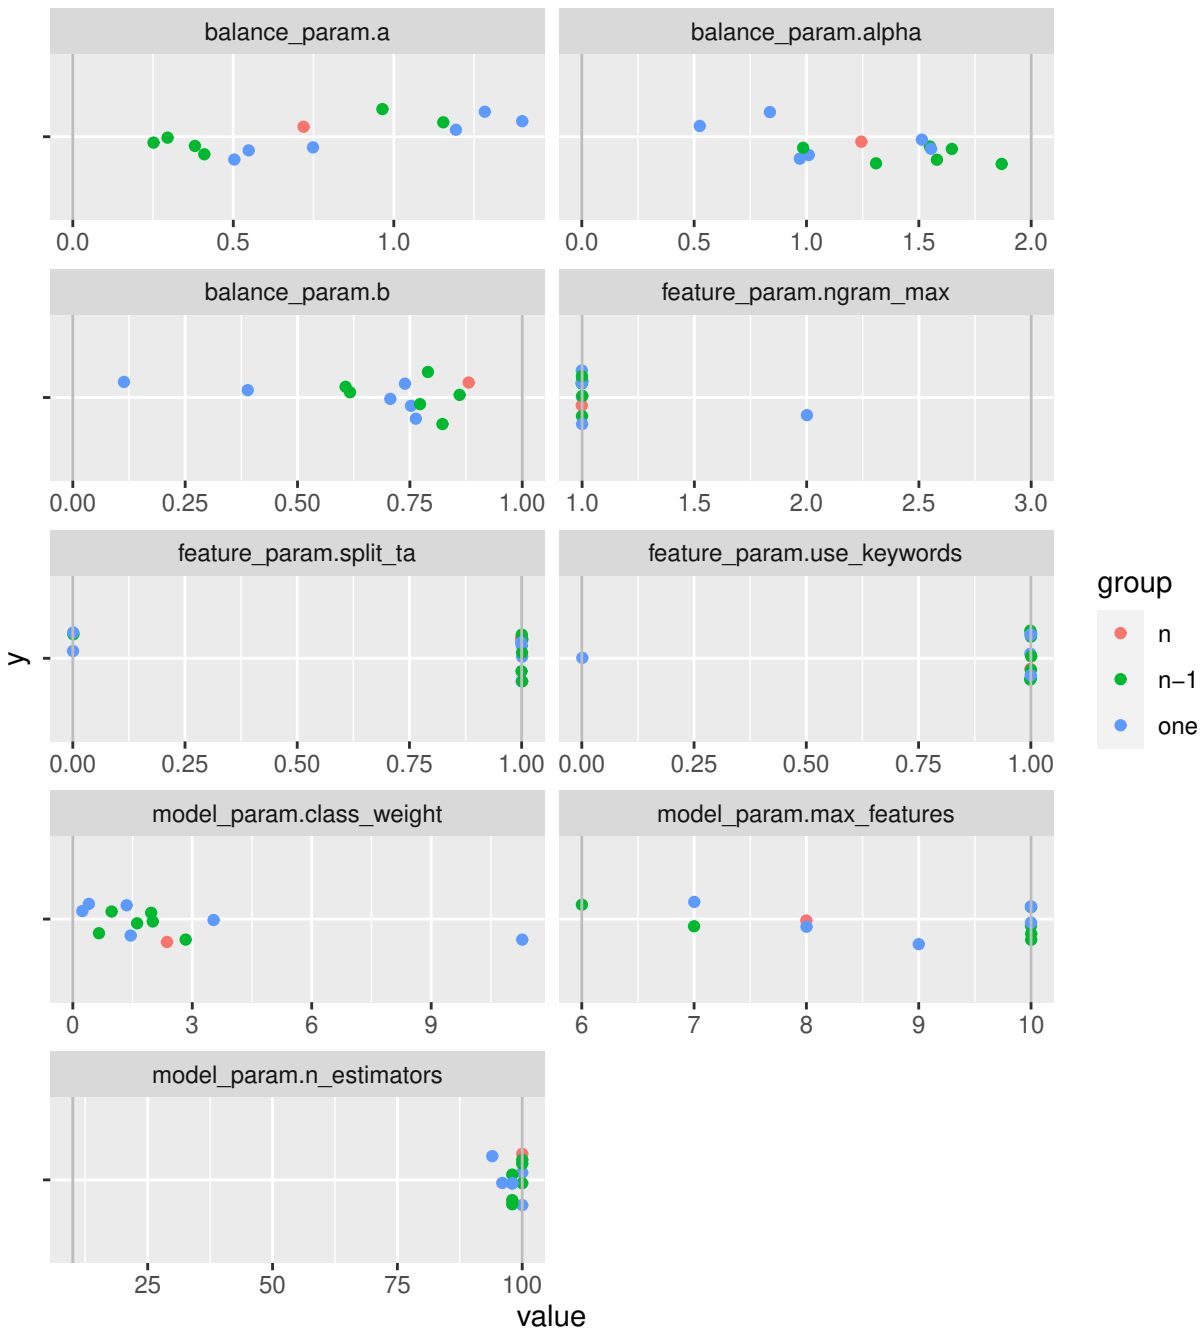 balance_param.a
balance_param.alpha
0.0 0.5 1.0
0.0 0.5 1.0 1.5 2.0
balance_param.b
feature_param.ngram_max
0.00 0.25 0.50 0.75 1.00
1.0 1.5 2.0 2.5 3.0
feature_param.split_ta
feature_param.use_keywords
0.00 0.25 0.50 0.75 1.00
0.00 0.25 0.50 0.75 1.00
model_param.class_weight
model_param.max_features
0 3 6 9
6 7 8 9 10
model_param.n_estimators
25 50 75 100
value
y
group
n
n−1
one